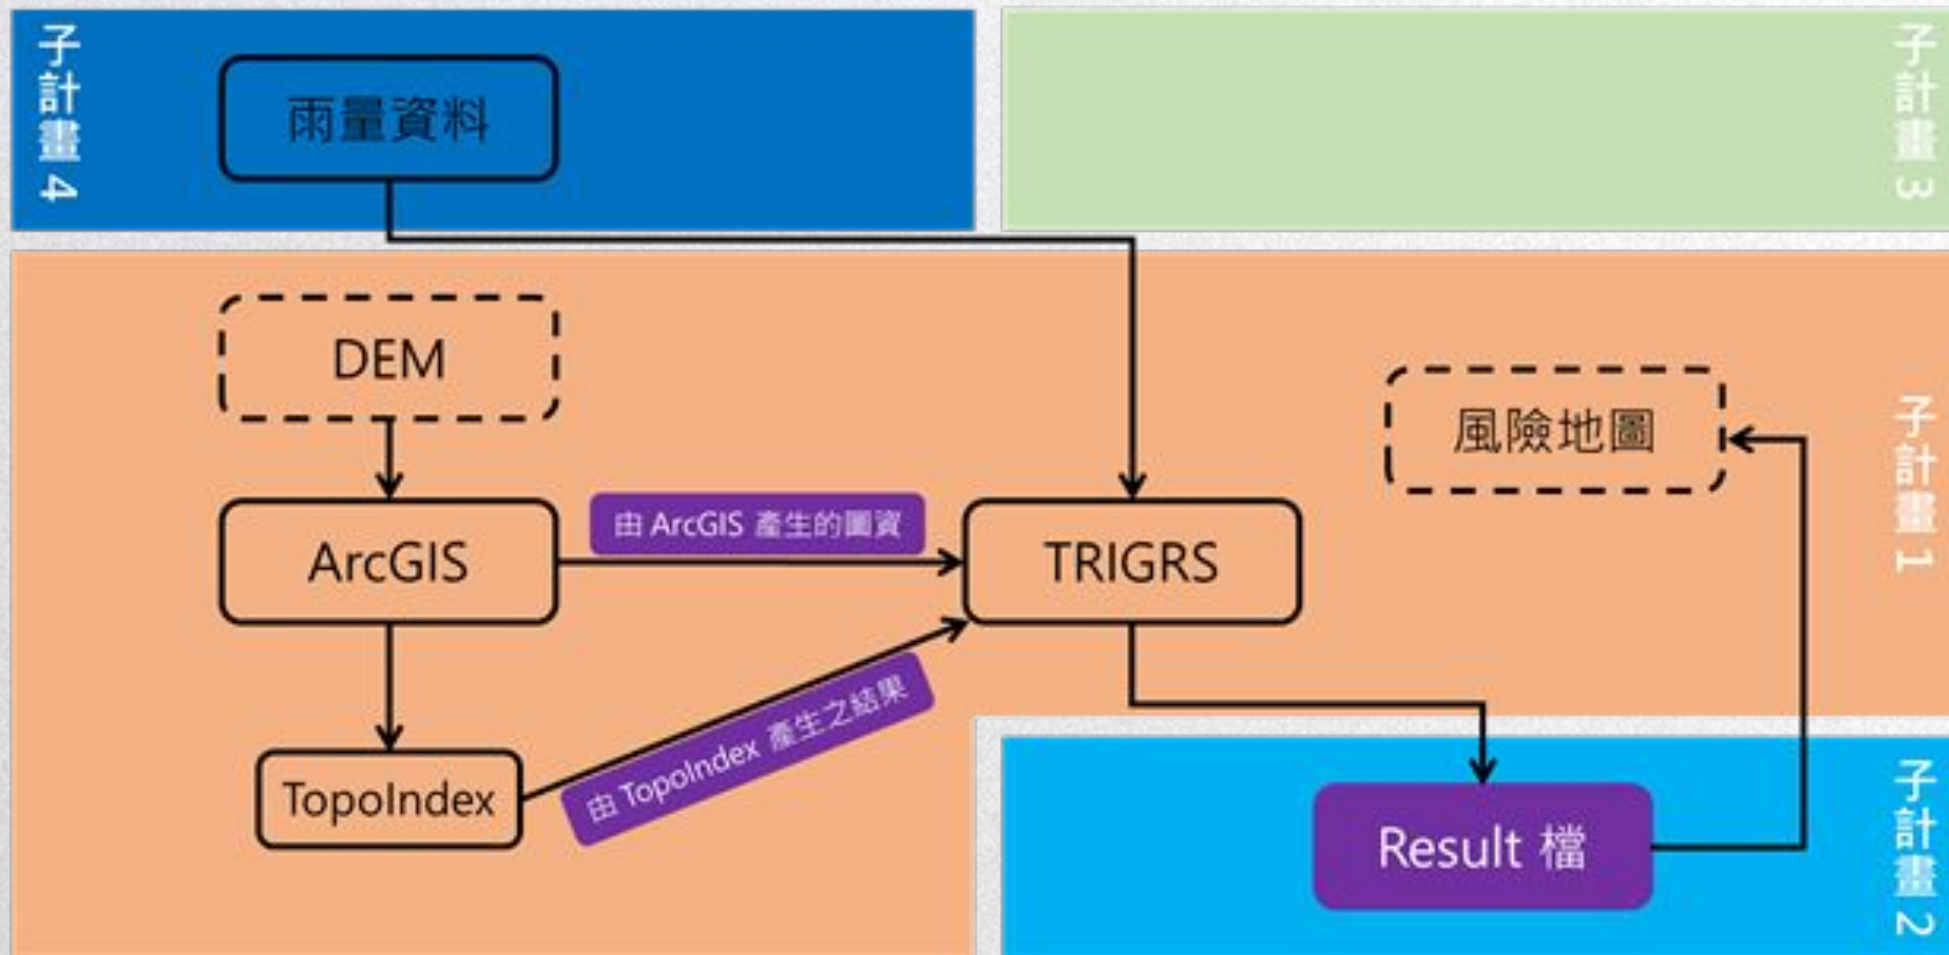 子計畫 4
雨量資料
子計畫 3
DEM
風險地圖
子計畫 1
ArcGIS
由 ArcGIS 產生的圖資
TRIGRS
TopoIndex
由 TopoIndex 產生之結果
Result 檔
子計畫 2